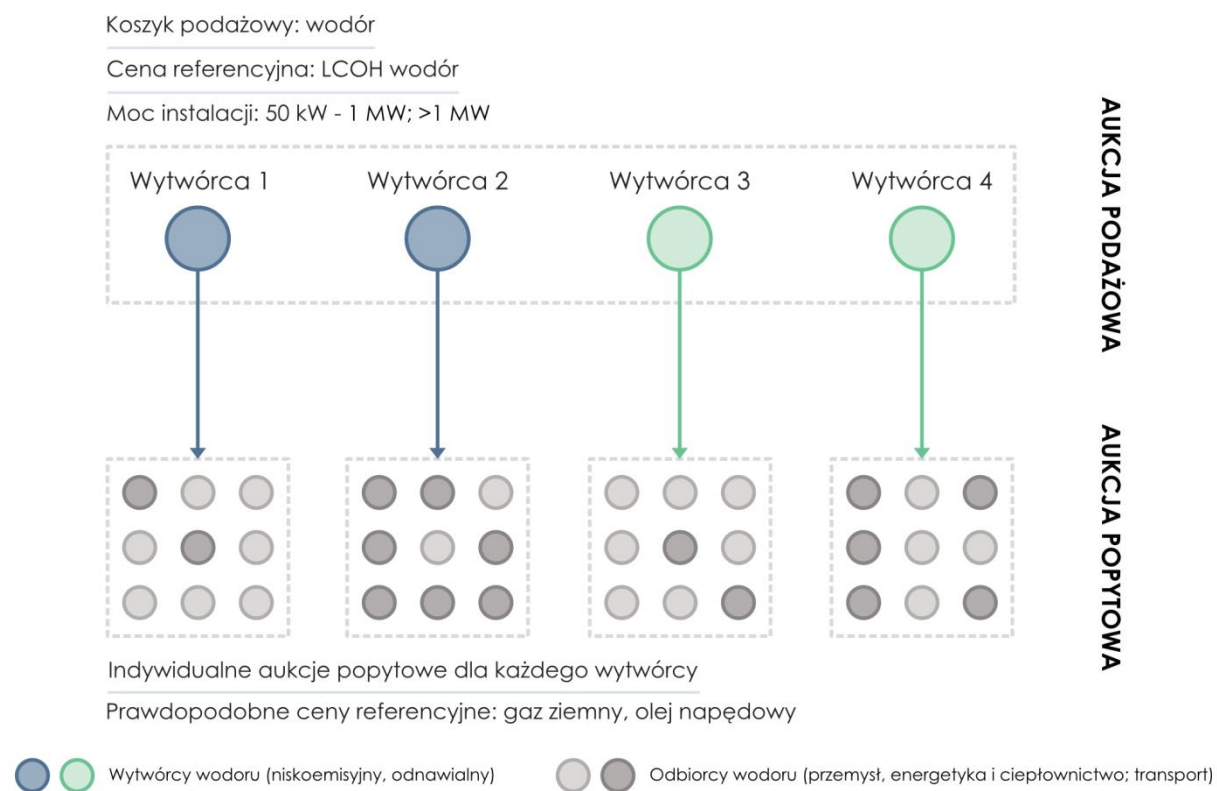 Koszyk podażowy: wodór
Cena referencyjna: LCOH wodór
Moc instalacji: 50 kW - 1 MW; >1 MW
Wytwórca 1
Wytwórca 2
Wytwórca 3
Wytwórca 4
AUKCJA PODAŻOWA
AUKCJA POPYTOWA
Indywidualne aukcje popytowe dla każdego wytwórcy
Prawdopodobne ceny referencyjne: gaz ziemny, olej napędowy
Wytwórcy wodoru (niskoemisyjny, odnawialny)
Odbiorcy wodoru (przemysł, energetyka i ciepłownictwo; transport)